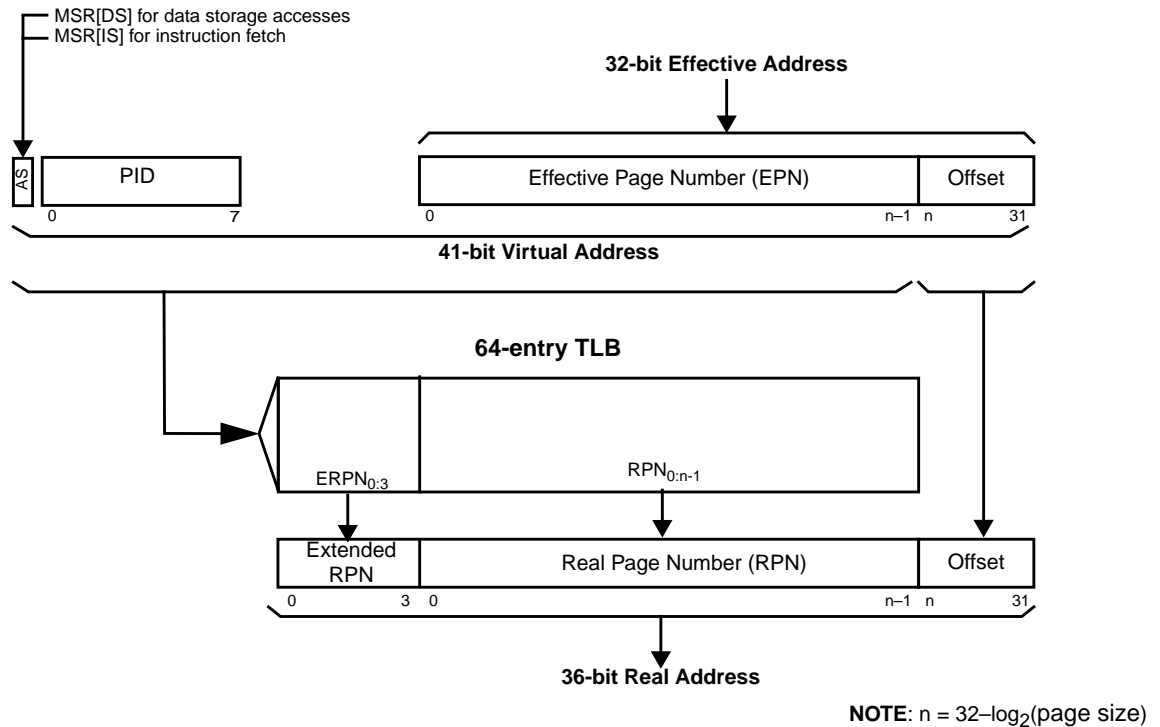 MSR[DS] for data storage accesses
MSR[IS] for instruction fetch
32-bit Effective Address
AS
PID
Effective Page Number (EPN)
Offset
0 7 0 n–1 n 31
41-bit Virtual Address
64-entry TLB
ERPN0:3
RPN0:n-1
Extended
RPN
Real Page Number (RPN)
Offset
0 3 0 n–1 n 31
36-bit Real Address
NOTE: n = 32–log2(page size)